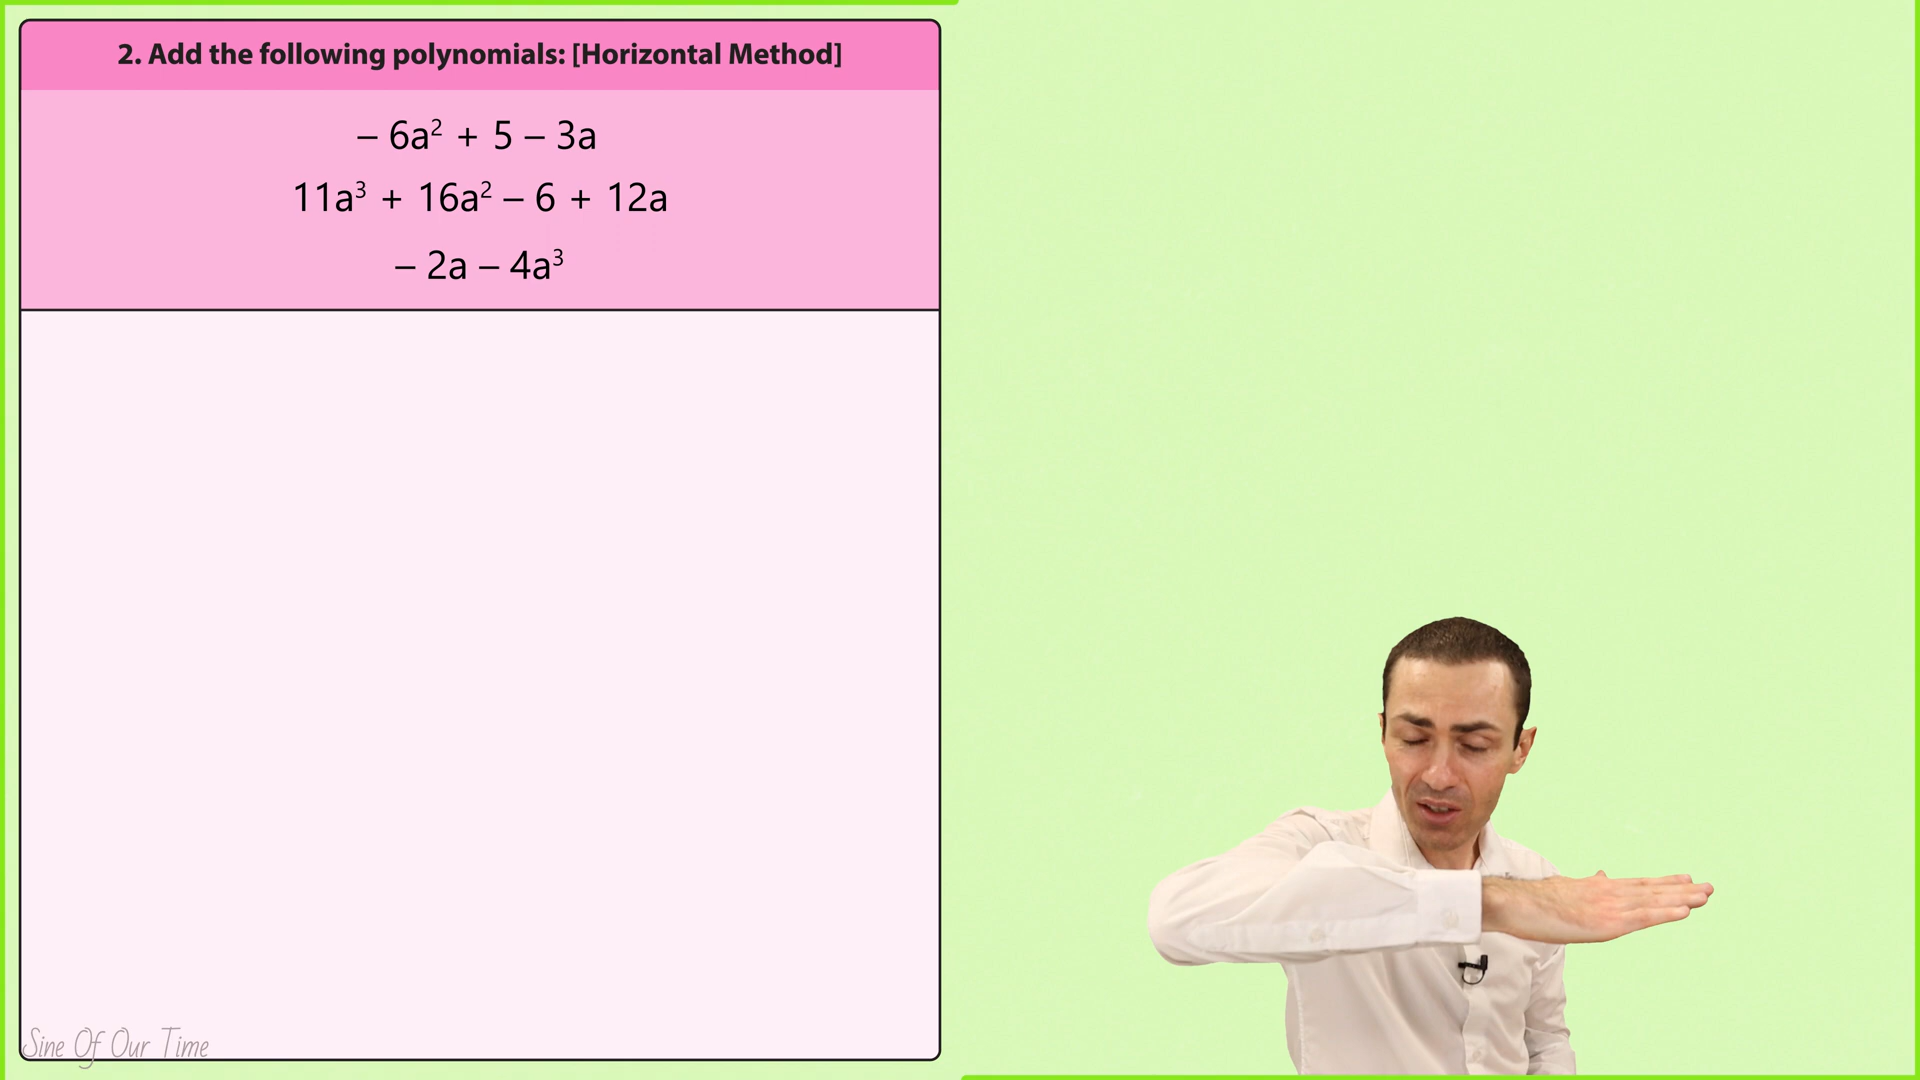 2. Add the following polynomials: [Horizontal Method]
– 6a² + 5 – 3a
11a³ + 16a² – 6 + 12a
– 2a – 4a³
Sine Of Our Time